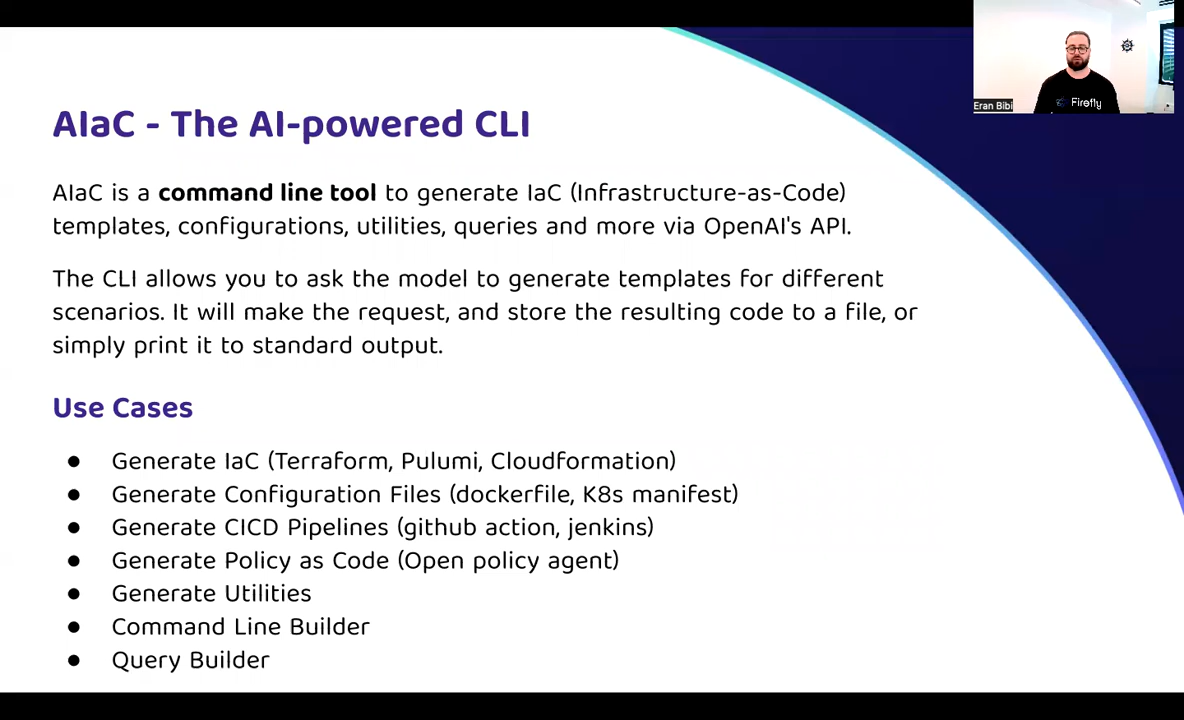 AIaC - The AI-powered CLI
AIaC is a command line tool to generate IaC (Infrastructure-as-Code)
templates, configurations, utilities, queries and more via OpenAI's API.
The CLI allows you to ask the model to generate templates for different
scenarios. It will make the request, and store the resulting code to a file, or
simply print it to standard output.
Use Cases
● Generate IaC (Terraform, Pulumi, Cloudformation)
● Generate Configuration Files (dockerfile, K8s manifest)
● Generate CICD Pipelines (github action, jenkins)
● Generate Policy as Code (Open policy agent)
● Generate Utilities
● Command Line Builder
● Query Builder
Firefly
Eran Bibi